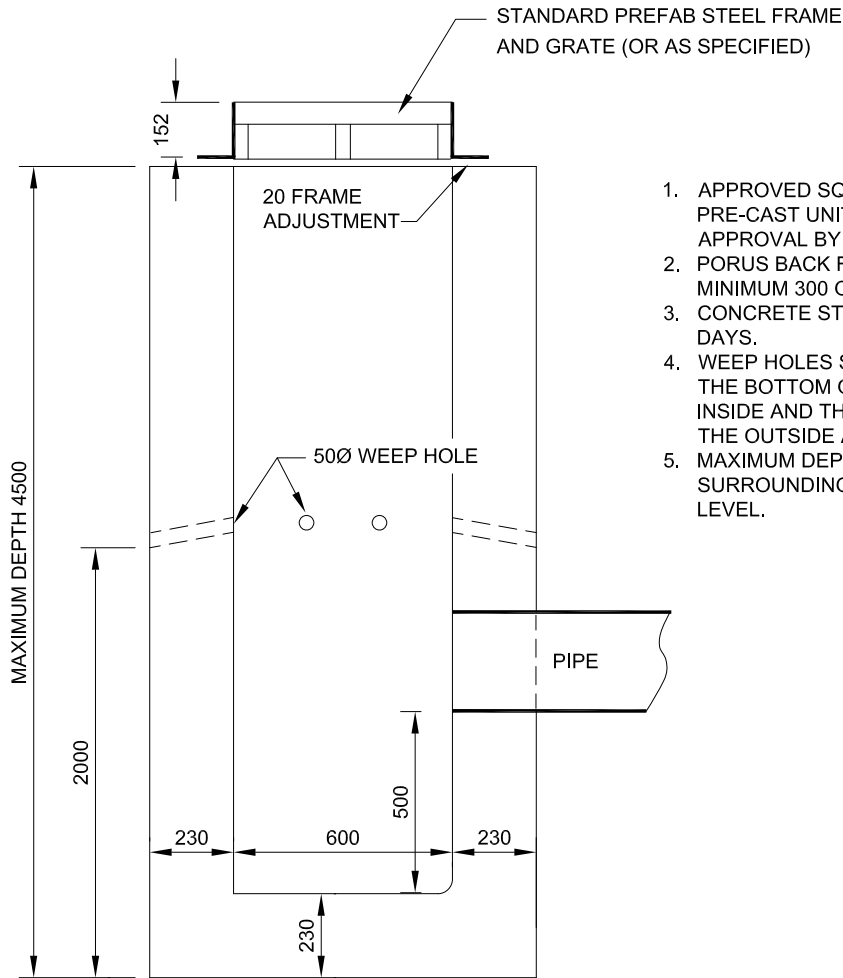 STANDARD PREFAB STEEL FRAME
AND GRATE (OR AS SPECIFIED)
152
20 FRAME
ADJUSTMENT
1. APPROVED SQ
PRE-CAST UNIT
APPROVAL BY
2. PORUS BACK F
MINIMUM 300 O
3. CONCRETE ST
DAYS.
4. WEEP HOLES S
THE BOTTOM O
INSIDE AND TH
THE OUTSIDE A
5. MAXIMUM DEP
SURROUNDING
LEVEL.
50Ø WEEP HOLE
MAXIMUM DEPTH 4500
PIPE
2000
500
230
600
230
230